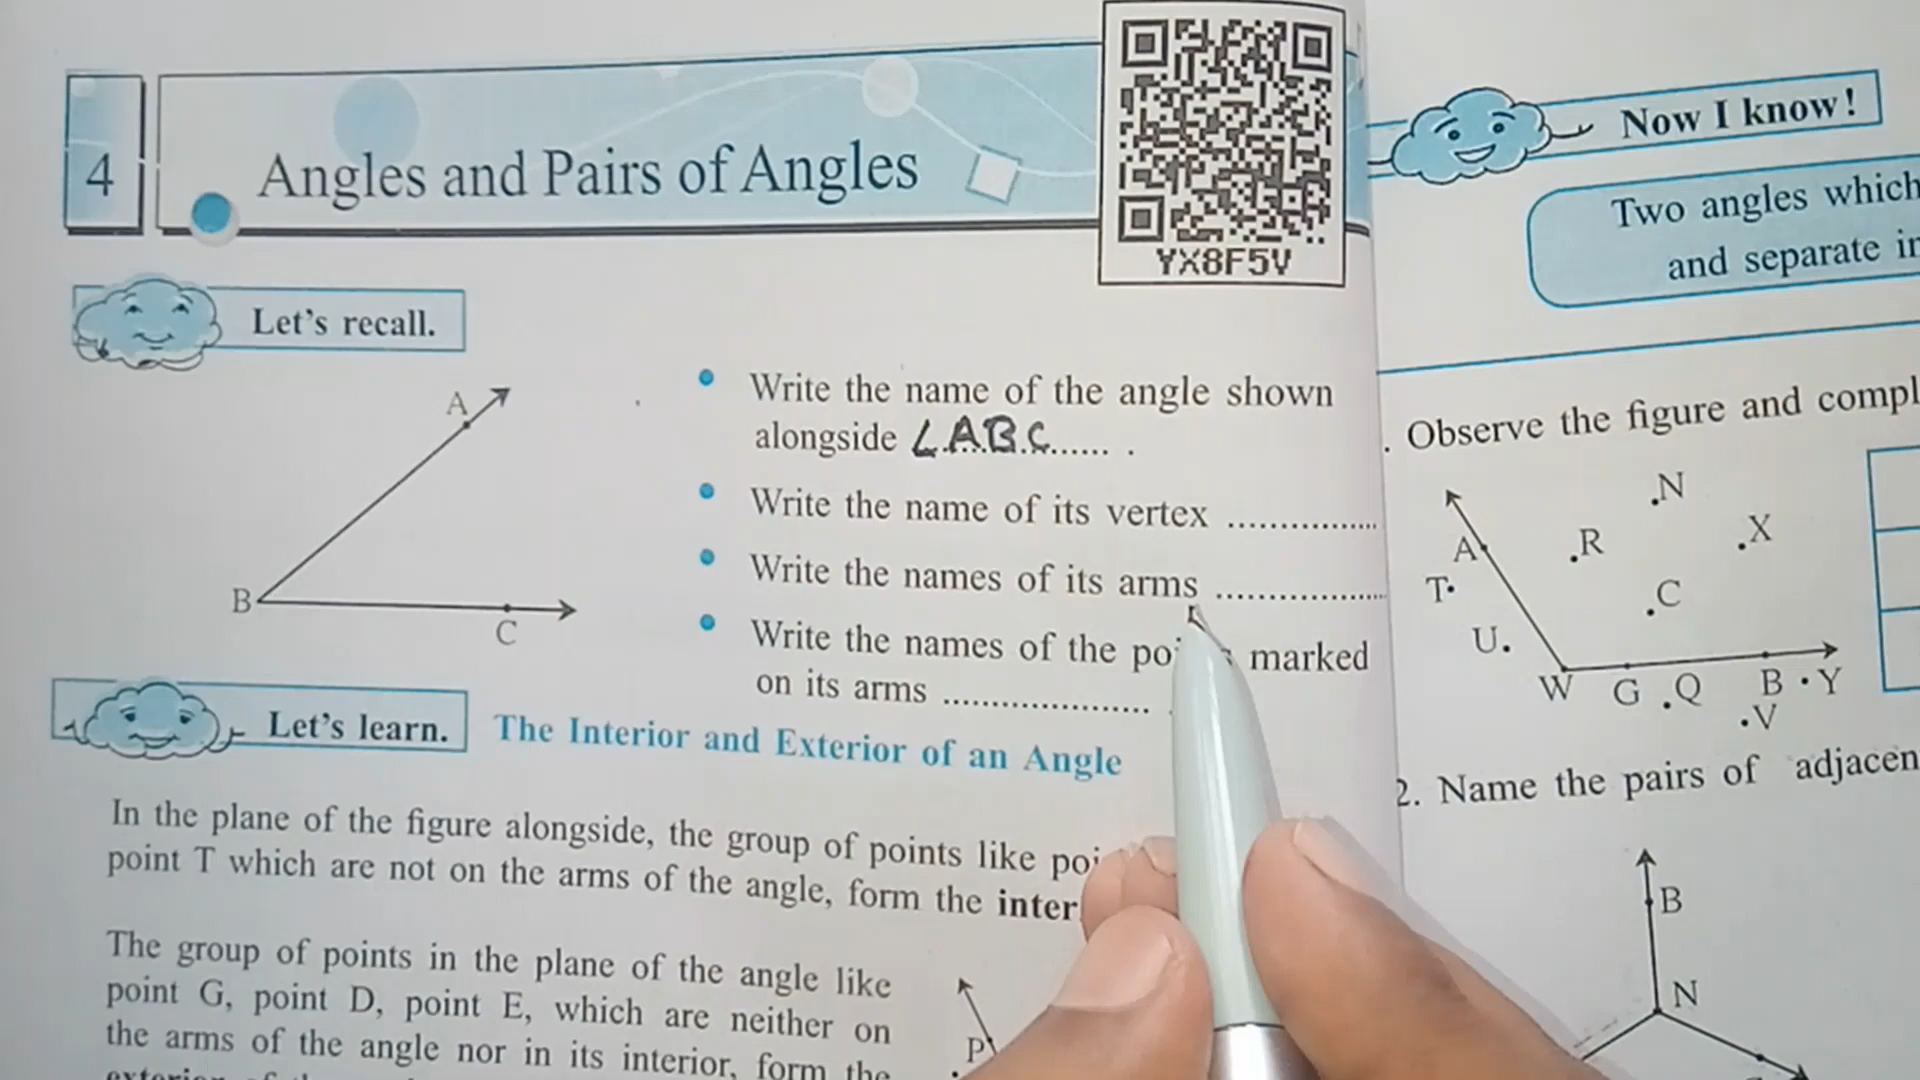 4
Angles and Pairs of Angles
YX8F5V
Let's recall.
A
B
C
Write the name of the angle shown
alongside ∠ABC....... .
Write the name of its vertex ................
Write the names of its arms ..................
Write the names of the marked
on its arms ...................... .
Let's learn. The Interior and Exterior of an Angle
In the plane of the figure alongside, the group of points like
point T which are not on the arms of the angle, form the
The group of points in the plane of the angle like
point G, point D, point E, which are neither on
the arms of the angle nor in its interior, form the
P
Now I know!
Two angles which
and separate
. Observe the figure and
N
A
R
X
T
C
U
W G Q B Y
V
2. Name the pairs of
B
N